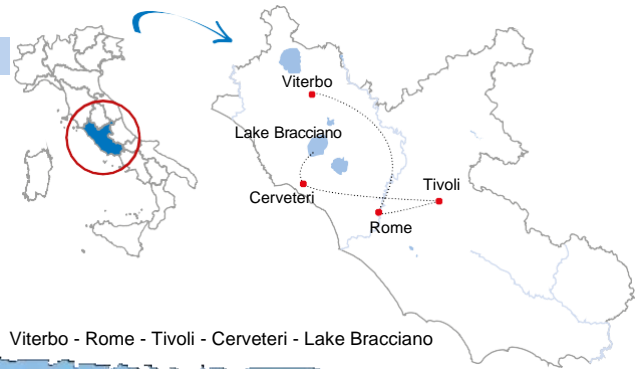 Viterbo
Lake Bracciano
Tivoli
Cerveteri
Rome
Viterbo - Rome - Tivoli - Cerveteri - Lake Bracciano